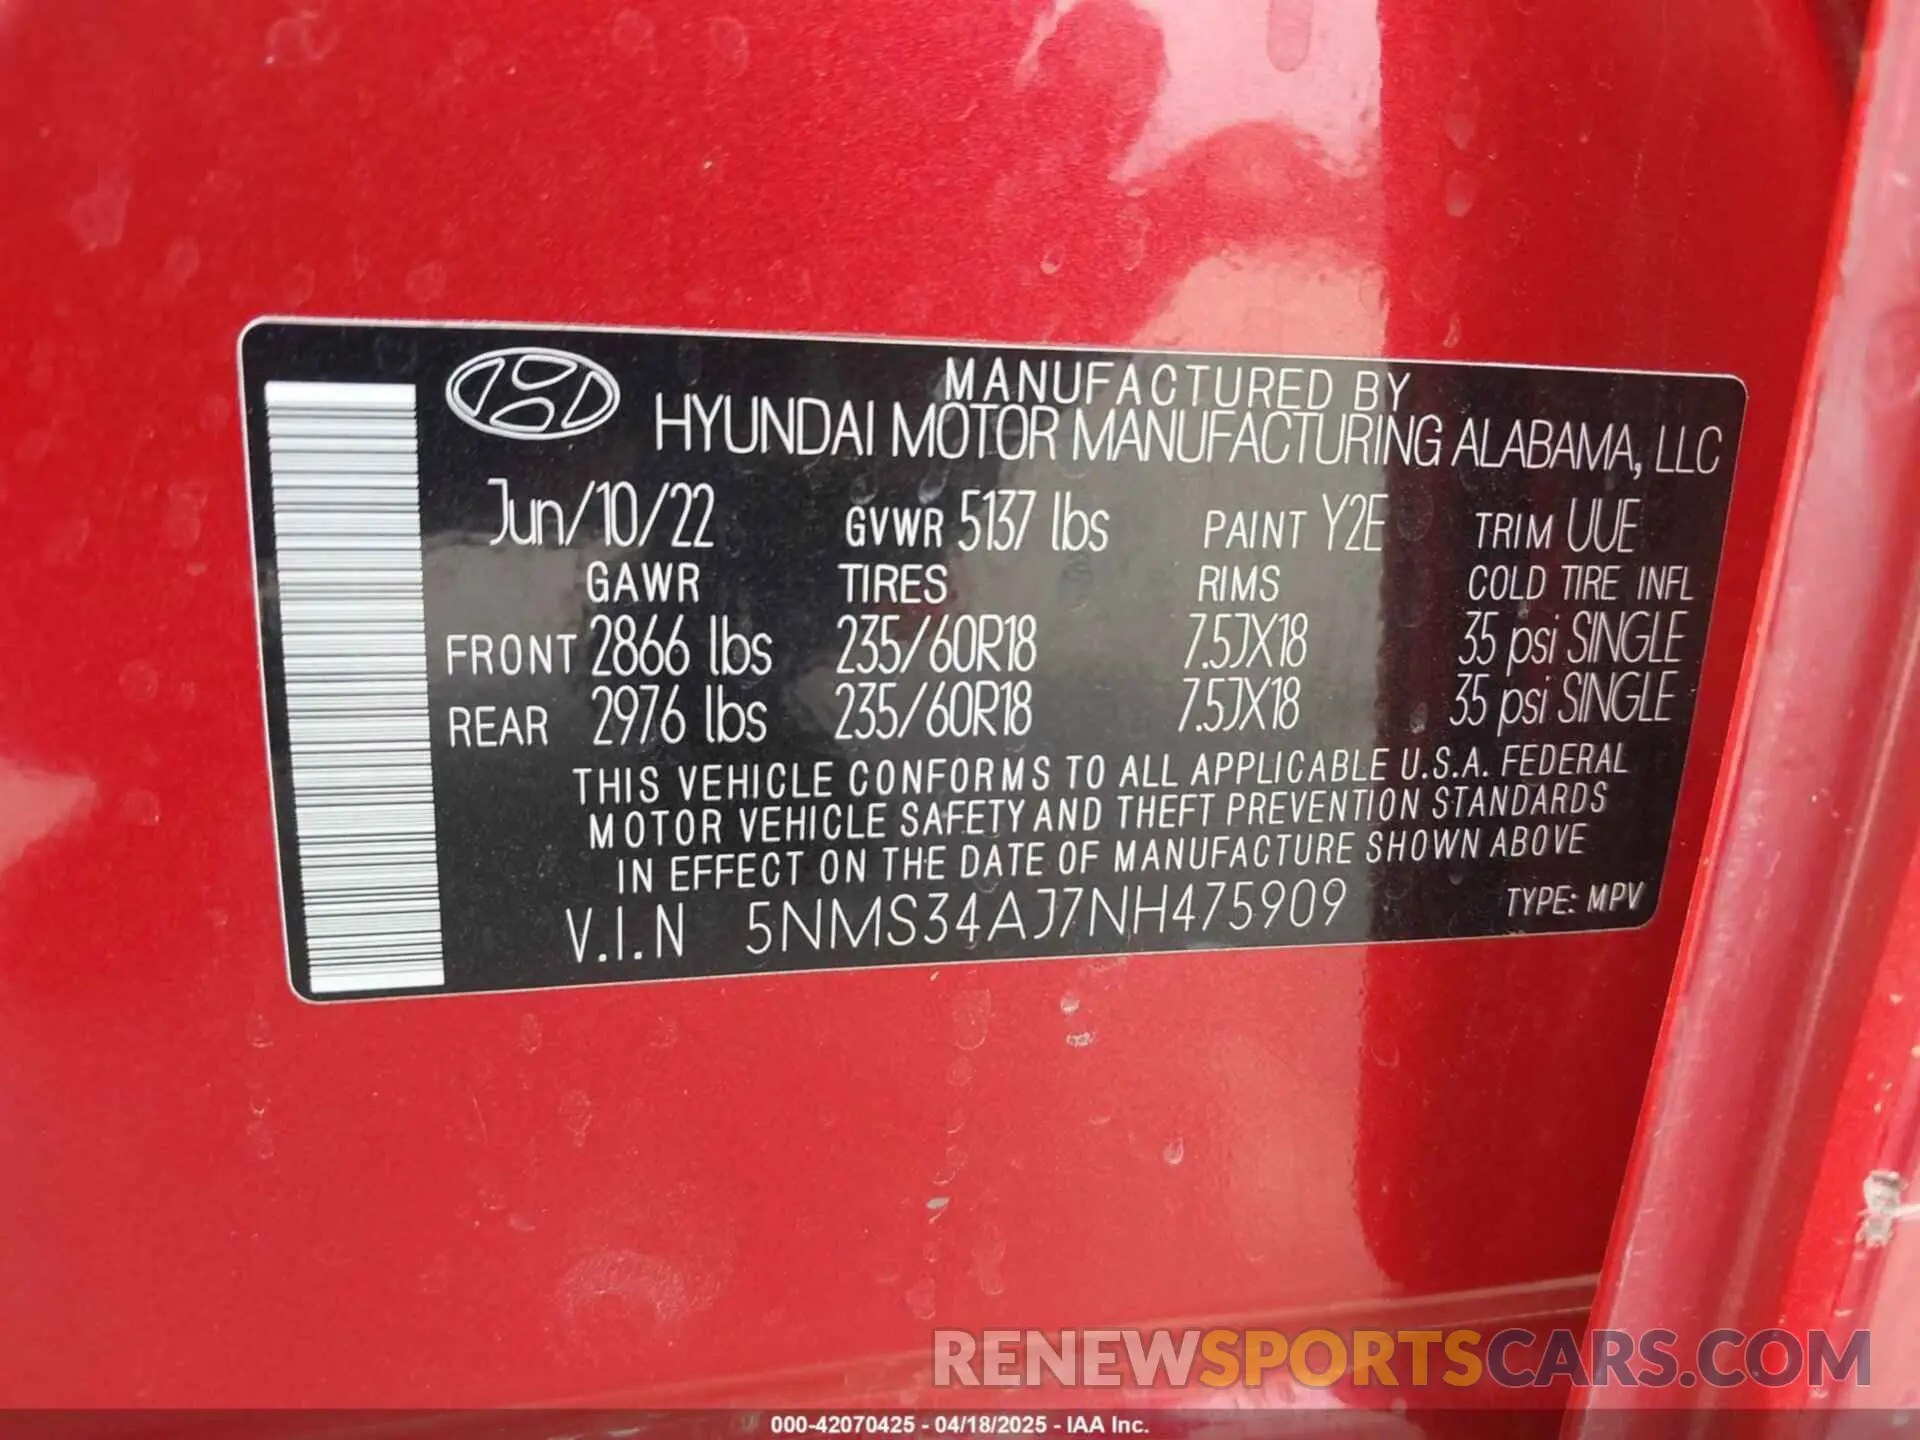 MANUFACTURED BY
HYUNDAI MOTOR MANUFACTURING ALABAMA, LLC
Jun/10/22 GVWR 5137 lbs PAINT Y2E TRIM UUE
GAWR TIRES RIMS COLD TIRE INFL
FRONT 2866 lbs 235/60R18 7.5JX18 35 psi SINGLE
REAR 2976 lbs 235/60R18 7.5JX18 35 psi SINGLE
THIS VEHICLE CONFORMS TO ALL APPLICABLE U.S.A. FEDERAL
MOTOR VEHICLE SAFETY AND THEFT PREVENTION STANDARDS
IN EFFECT ON THE DATE OF MANUFACTURE SHOWN ABOVE
V.I.N 5NMS34AJ7NH475909 TYPE: MPV
RENEWSPORTSCARS.COM
000-42070425 - 04/18/2025 - IAA Inc.